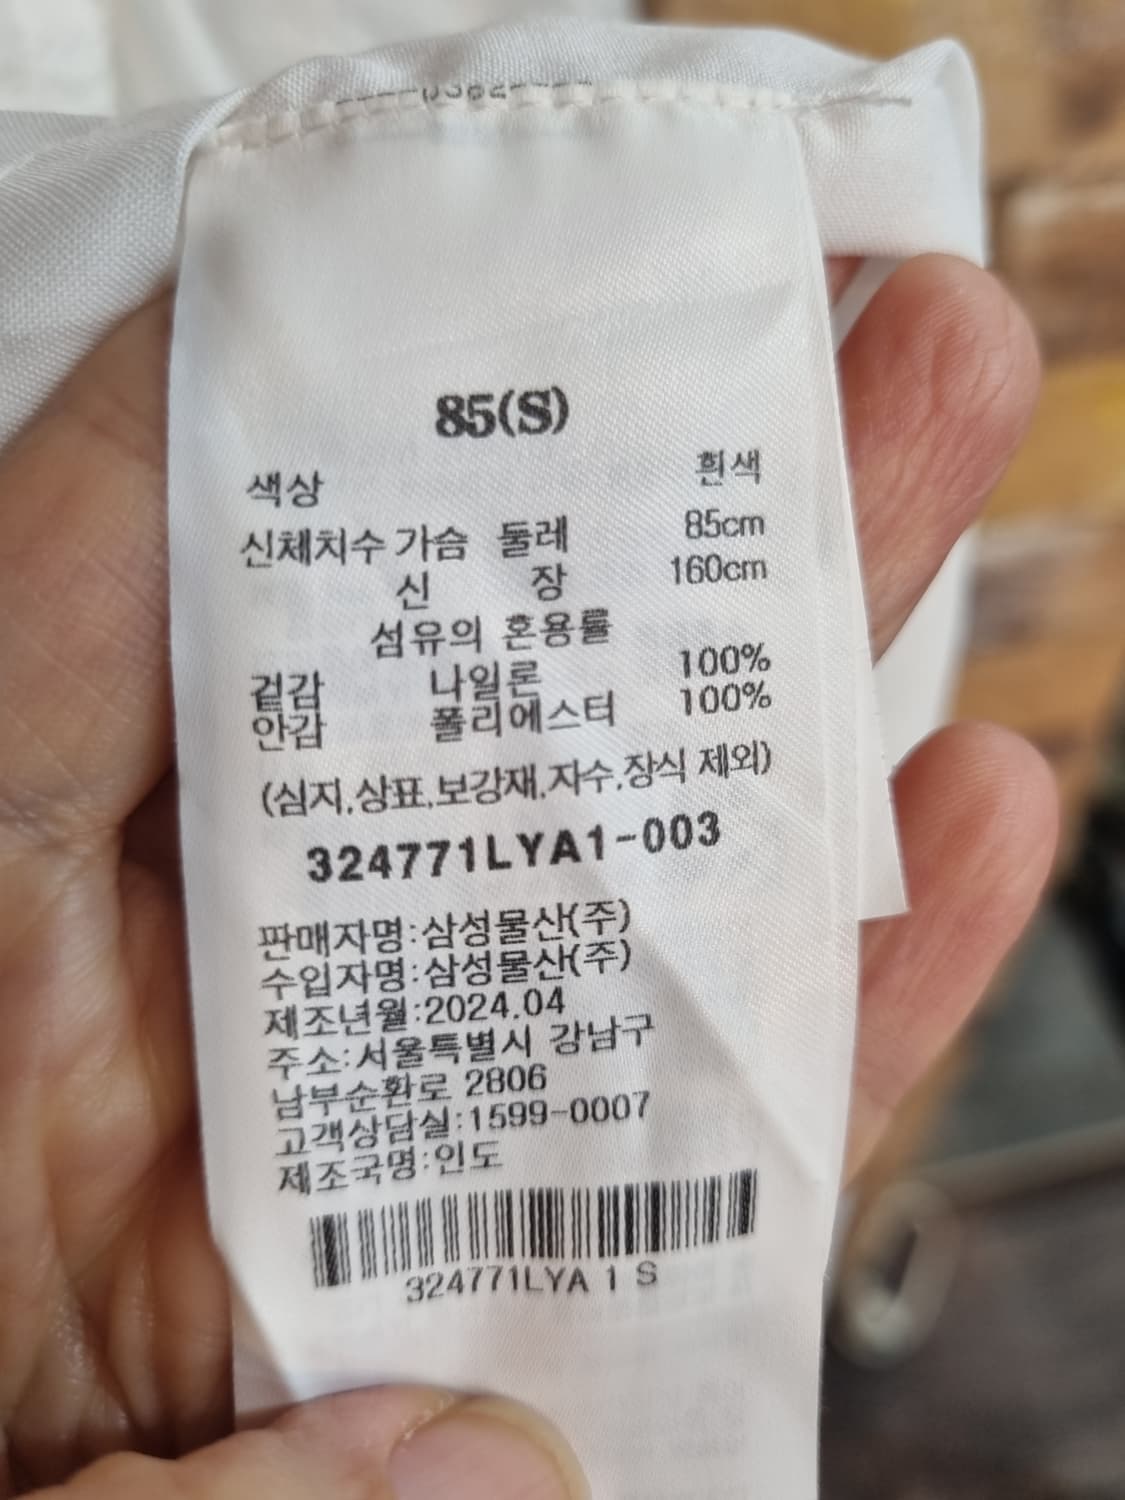 85(S)
색상 흰색
신체치수 가슴 둘레 85cm
신 장 160cm
섬유의 혼용률
겉감 나일론 100%
안감 폴리에스터 100%
(심지,상표,보강재,자수,장식 제외)
324771LYA1-003
판매자명:삼성물산(주)
수입자명:삼성물산(주)
제조년월:2024.04
주소:서울특별시 강남구
남부순환로 2806
고객상담실:1599-0007
제조국명:인도
324771LYA 1 S